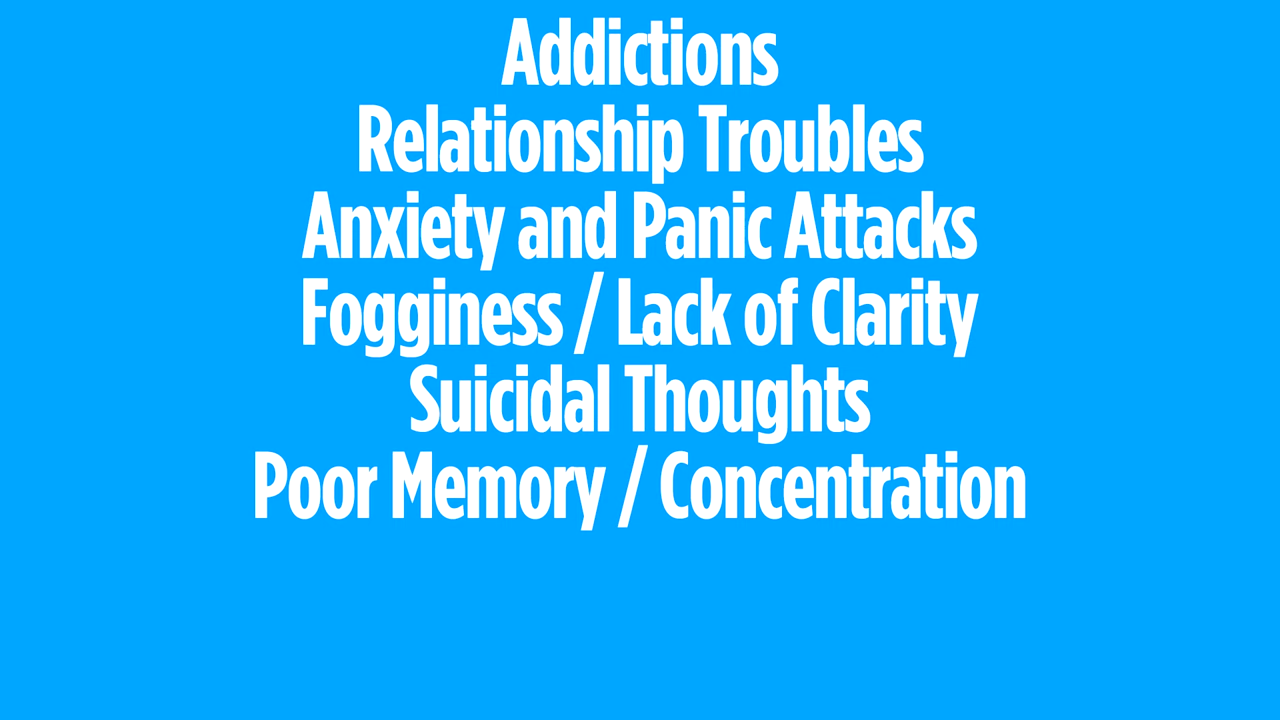 Addictions
Relationship Troubles
Anxiety and Panic Attacks
Fogginess / Lack of Clarity
Suicidal Thoughts
Poor Memory / Concentration